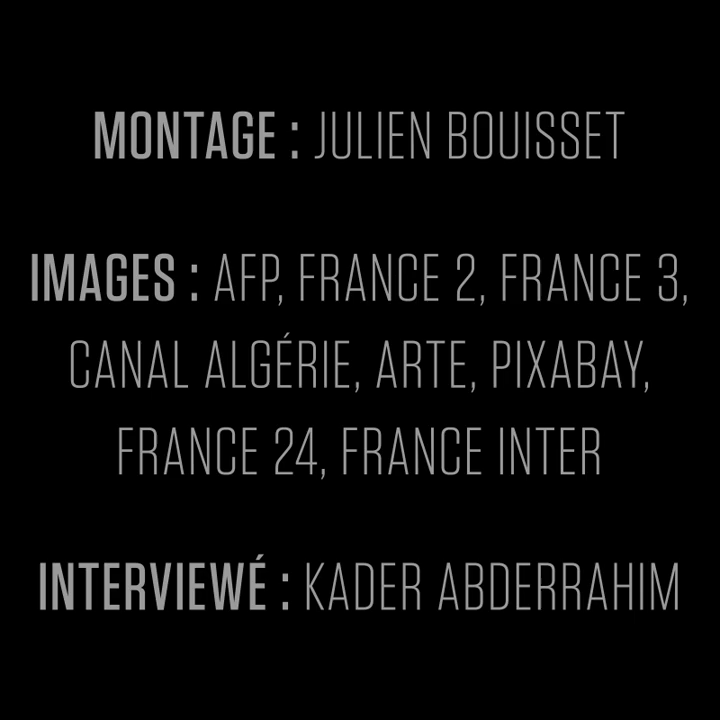 MONTAGE : JULIEN BOUISSET
IMAGES : AFP, FRANCE 2, FRANCE 3,
CANAL ALGÉRIE, ARTE, PIXABAY,
FRANCE 24, FRANCE INTER
INTERVIEWÉ : KADER ABDERRAHIM